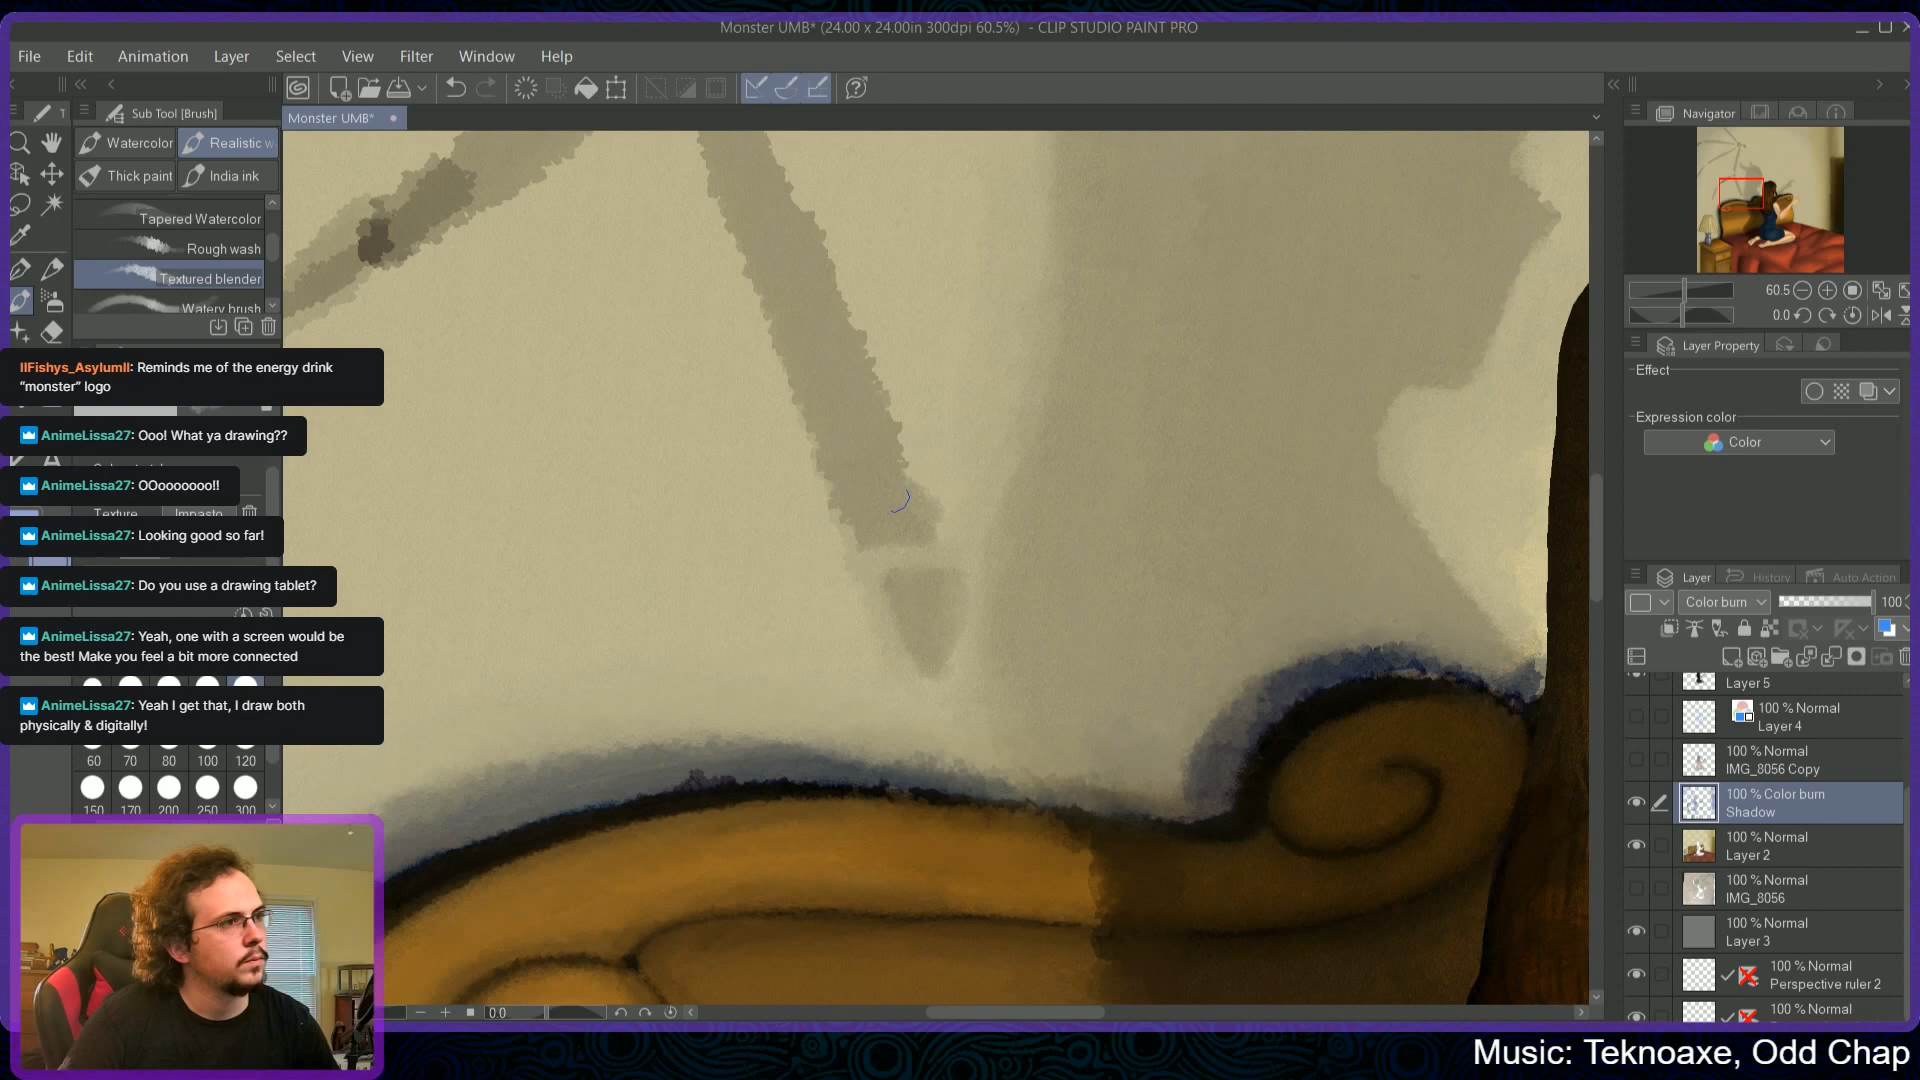 Monster UMB* (24.00 x 24.00in 300dpi 60.5%) - CLIP STUDIO PAINT PRO
File Edit Animation Layer Select View Filter Window Help
Sub Tool [Brush]
Monster UMB*
Navigator
Watercolor
Realistic w
Thick paint
India ink
Tapered Watercolor
Rough wash
Textured blender
Watery brush
60.5
0.0
Layer Property
Effect
Expression color
Color
IIFishys_AsylumII: Reminds me of the energy drink
“monster” logo
AnimeLissa27: Ooo! What ya drawing??
AnimeLissa27: OOooooooo!!
Texture
Impasto
AnimeLissa27: Looking good so far!
AnimeLissa27: Do you use a drawing tablet?
AnimeLissa27: Yeah, one with a screen would be
the best! Make you feel a bit more connected
AnimeLissa27: Yeah I get that, I draw both
physically & digitally!
60 70 80 100 120
150 170 200 250 300
Layer
History
Auto Action
Color burn
100
Layer 5
100 % Normal
Layer 4
100 % Normal
IMG_8056 Copy
100 % Color burn
Shadow
100 % Normal
Layer 2
100 % Normal
IMG_8056
100 % Normal
Layer 3
100 % Normal
Perspective ruler 2
100 % Normal
0.0
Music: Teknoaxe, Odd Chap